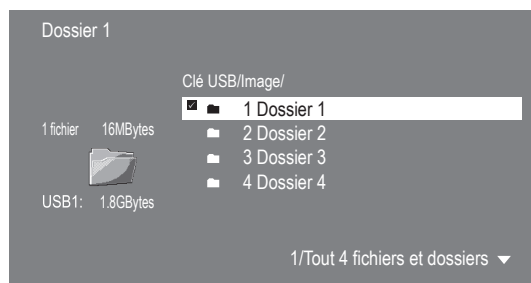 Dossier 1
Clé USB/Image/
1 Dossier 1
2 Dossier 2
3 Dossier 3
4 Dossier 4
1 fichier 16MBytes
USB1: 1.8GBytes
1/Tout 4 fichiers et dossiers